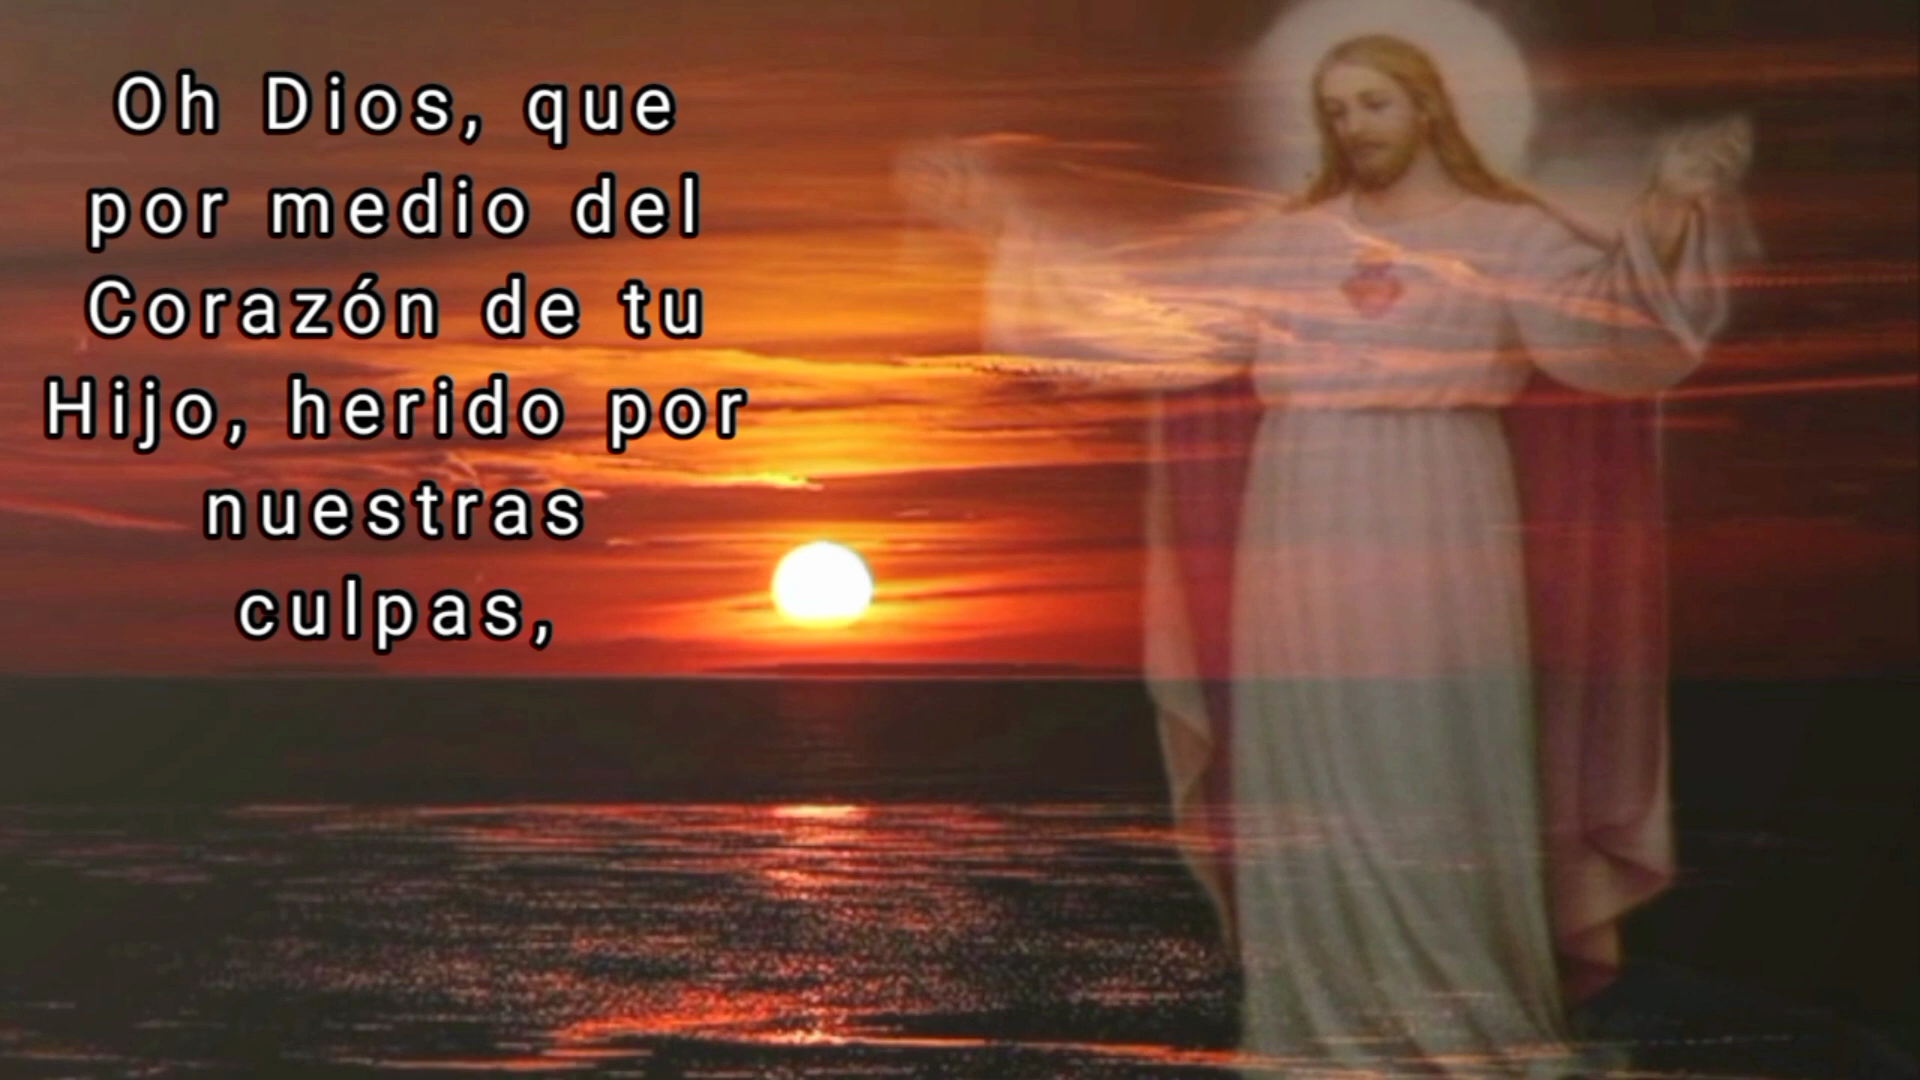 Oh Dios, que
por medio del
Corazón de tu
Hijo, herido por
nuestras
culpas,